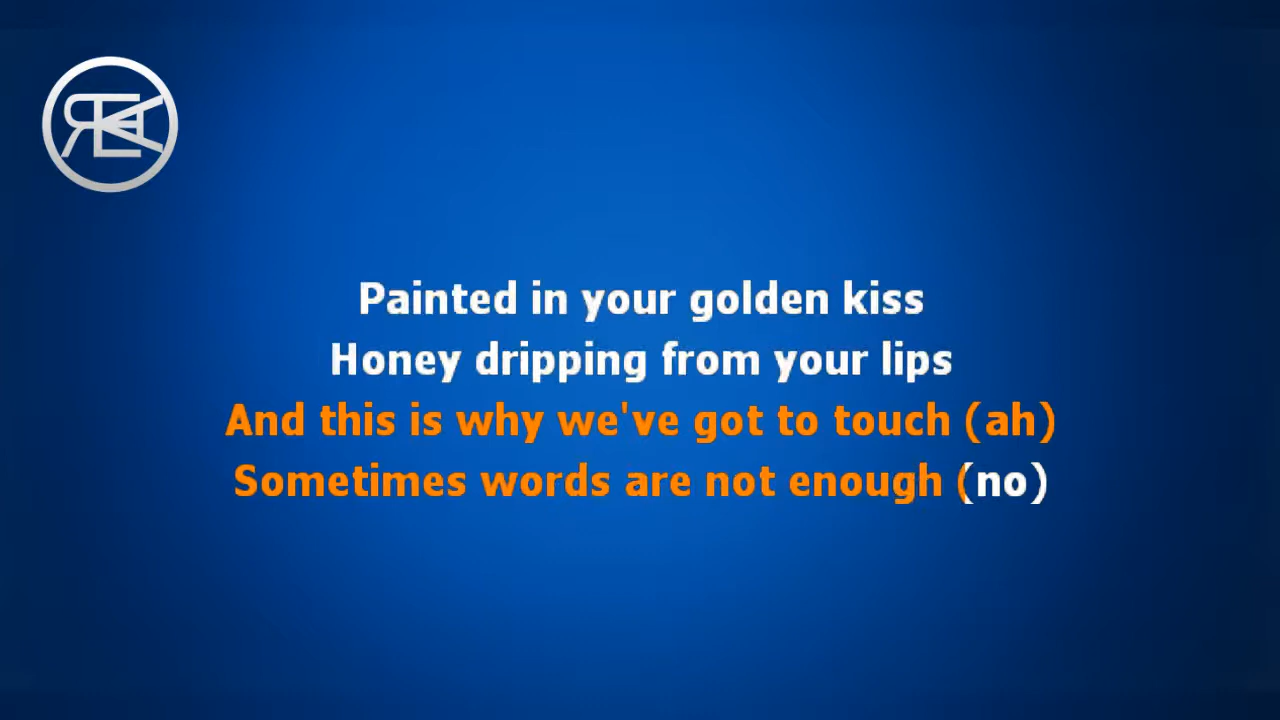 Painted in your golden kiss
Honey dripping from your lips
And this is why we've got to touch (ah)
Sometimes words are not enough (no)